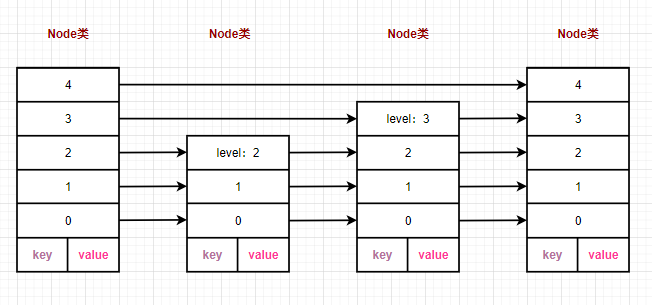 Node类 Node类 Node类 Node类
4 4
3 level：3 3
2 level：2 2 2
1 1 1 1
0 0 0 0
key value key value key value key value